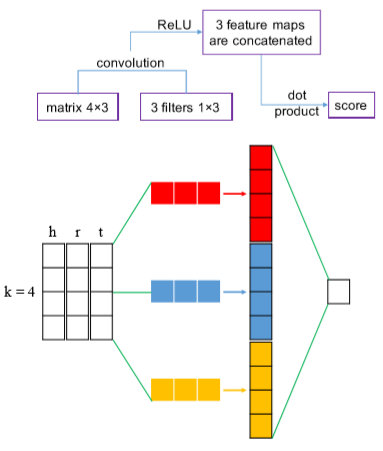 ReLU
3 feature maps
are concatenated
convolution
matrix 4×3
3 filters 1×3
dot
product
score
h r t
k = 4